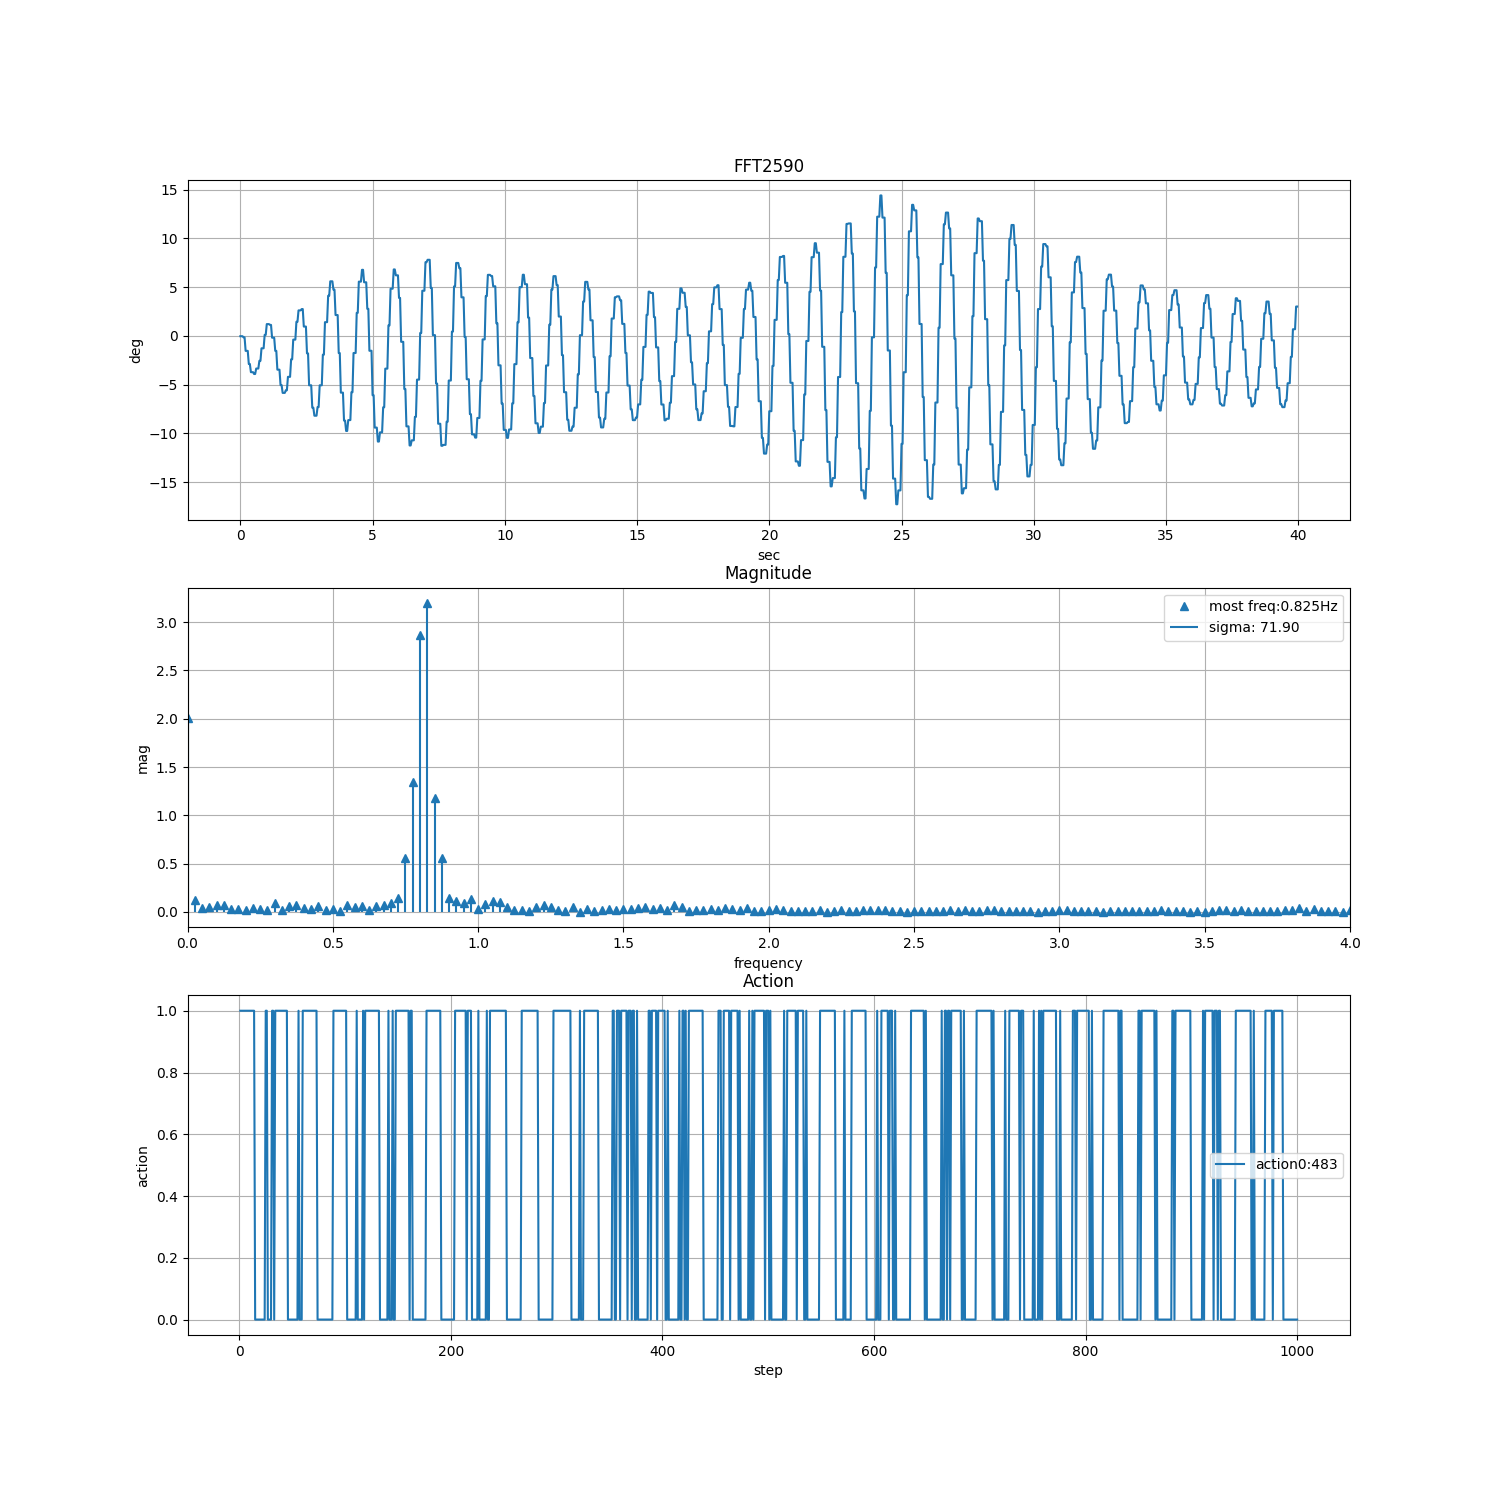 FFT2590
15
10
5
0
−5
−10
−15
deg
0 5 10 15 20 25 30 35 40
sec
Magnitude
most freq:0.825Hz
sigma: 71.90
3.0
2.5
2.0
1.5
1.0
0.5
0.0
mag
0.0 0.5 1.0 1.5 2.0 2.5 3.0 3.5 4.0
frequency
Action
1.0
0.8
0.6
0.4
0.2
0.0
action
action0:483
0 200 400 600 800 1000
step